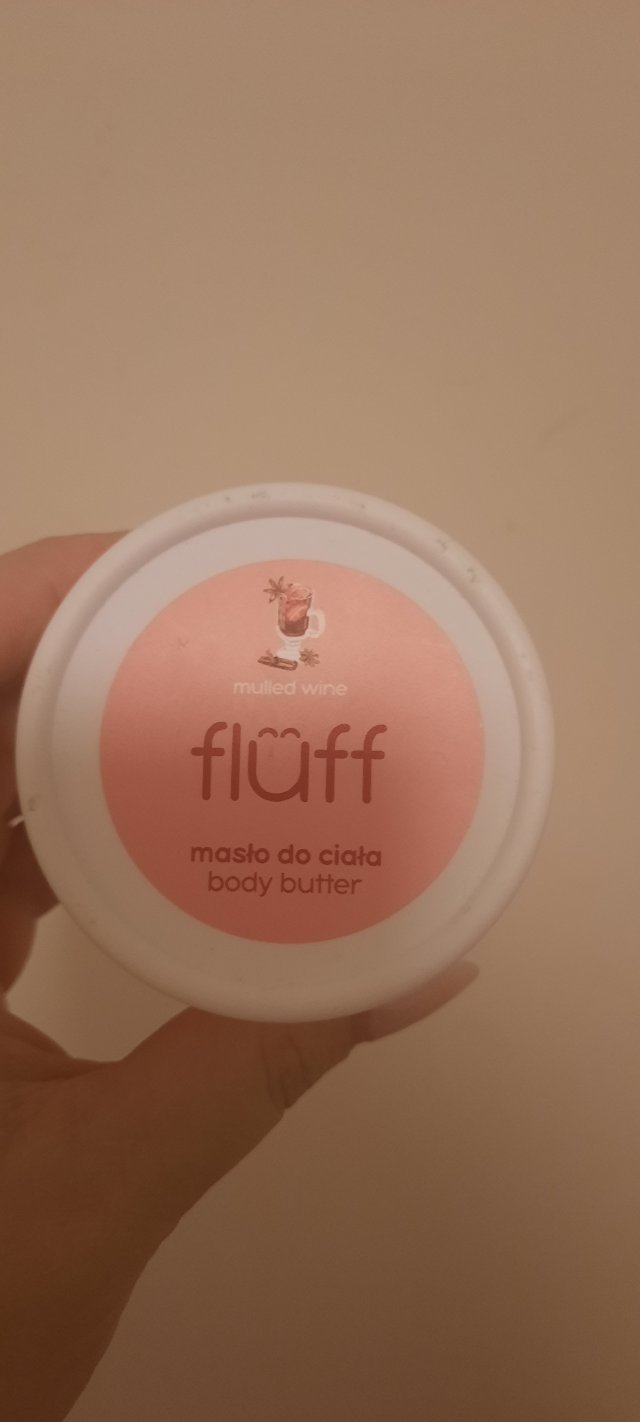 mulled wine
flüff
masło do ciała
body butter